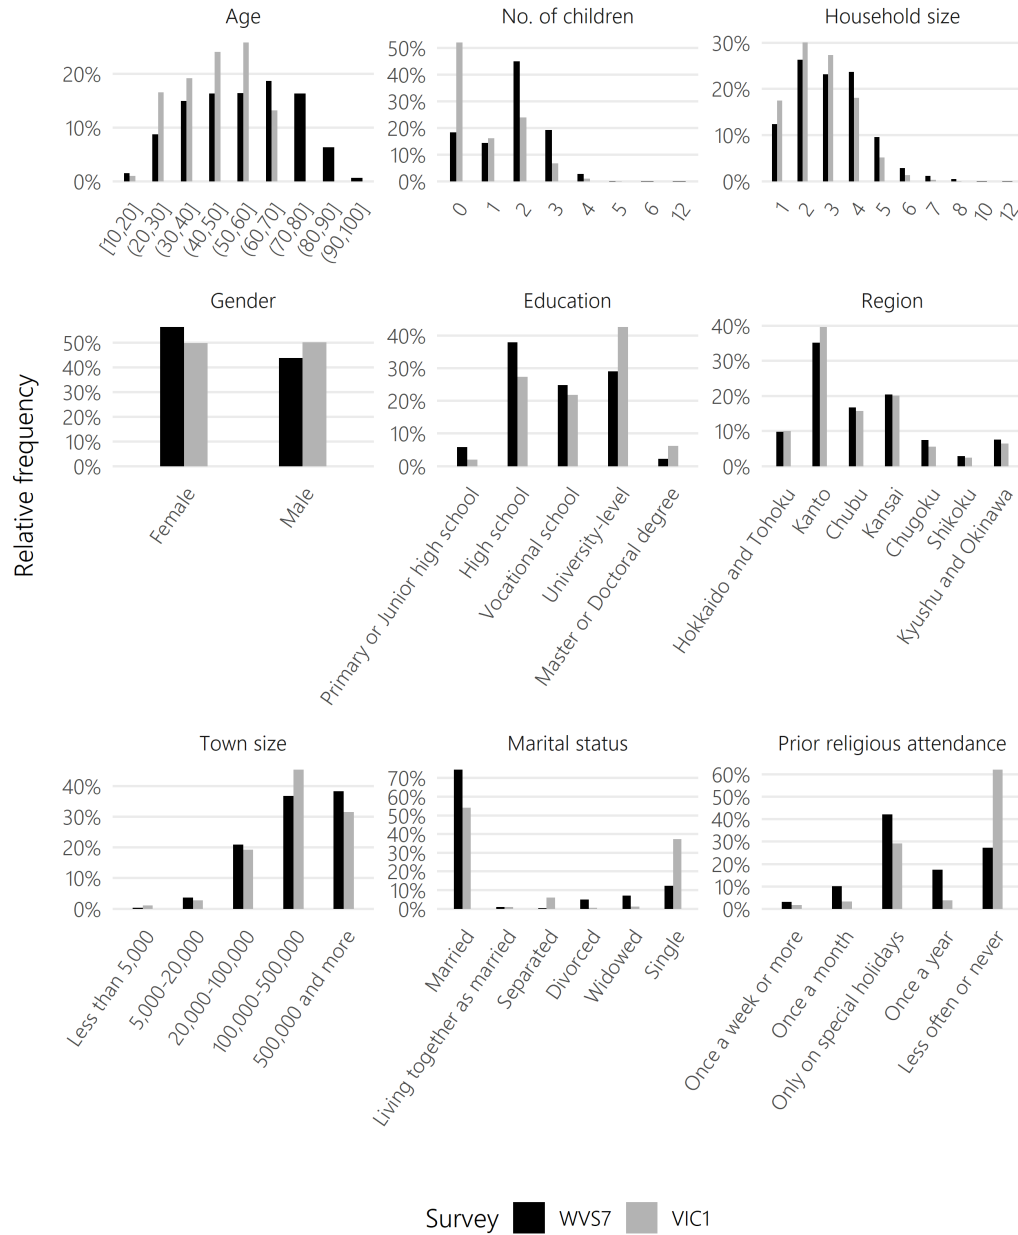 Age
No. of children
Household size
20%
10%
0%
[10,20]
(20,30]
(30,40]
(40,50]
(50,60]
(60,70]
(70,80]
(80,90]
(90,100]
50%
40%
30%
20%
10%
0%
0
1
2
3
4
5
6
12
30%
20%
10%
0%
1
2
3
4
5
6
7
8
10
12
Relative frequency
Gender
Education
Region
50%
40%
30%
20%
10%
0%
Female
Male
40%
30%
20%
10%
0%
Primary or Junior high school
High school
Vocational school
University-level
Master or Doctoral degree
40%
30%
20%
10%
0%
Hokkaido and Tohoku
Kanto
Chubu
Kansai
Chugoku
Shikoku
Kyushu and Okinawa
Town size
Marital status
Prior religious attendance
40%
30%
20%
10%
0%
Less than 5,000
5,000-20,000
20,000-100,000
100,000-500,000
500,000 and more
70%
60%
50%
40%
30%
20%
10%
0%
Married
Living together as married
Separated
Divorced
Widowed
Single
60%
50%
40%
30%
20%
10%
0%
Once a week or more
Once a month
Only on special holidays
Once a year
Less often or never
Survey WVS7 VIC1